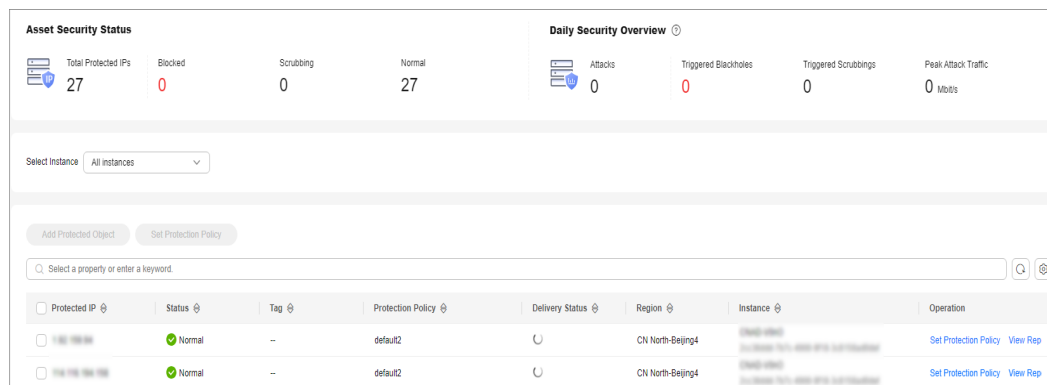 Asset Security Status
Daily Security Overview
Total Protected IPs Blocked Scrubbing Normal
27 0 0 27
Attacks Triggered Blackholes Triggered Scrubbings Peak Attack Traffic
0 0 0 0 Mbit/s
Select Instance All instances
Add Protected Object Set Protection Policy
Select a property or enter a keyword.
Protected IP Status Tag Protection Policy Delivery Status Region Instance Operation
Normal -- default2 CN North-Beijing4 Set Protection Policy View Rep
Normal -- default2 CN North-Beijing4 Set Protection Policy View Rep